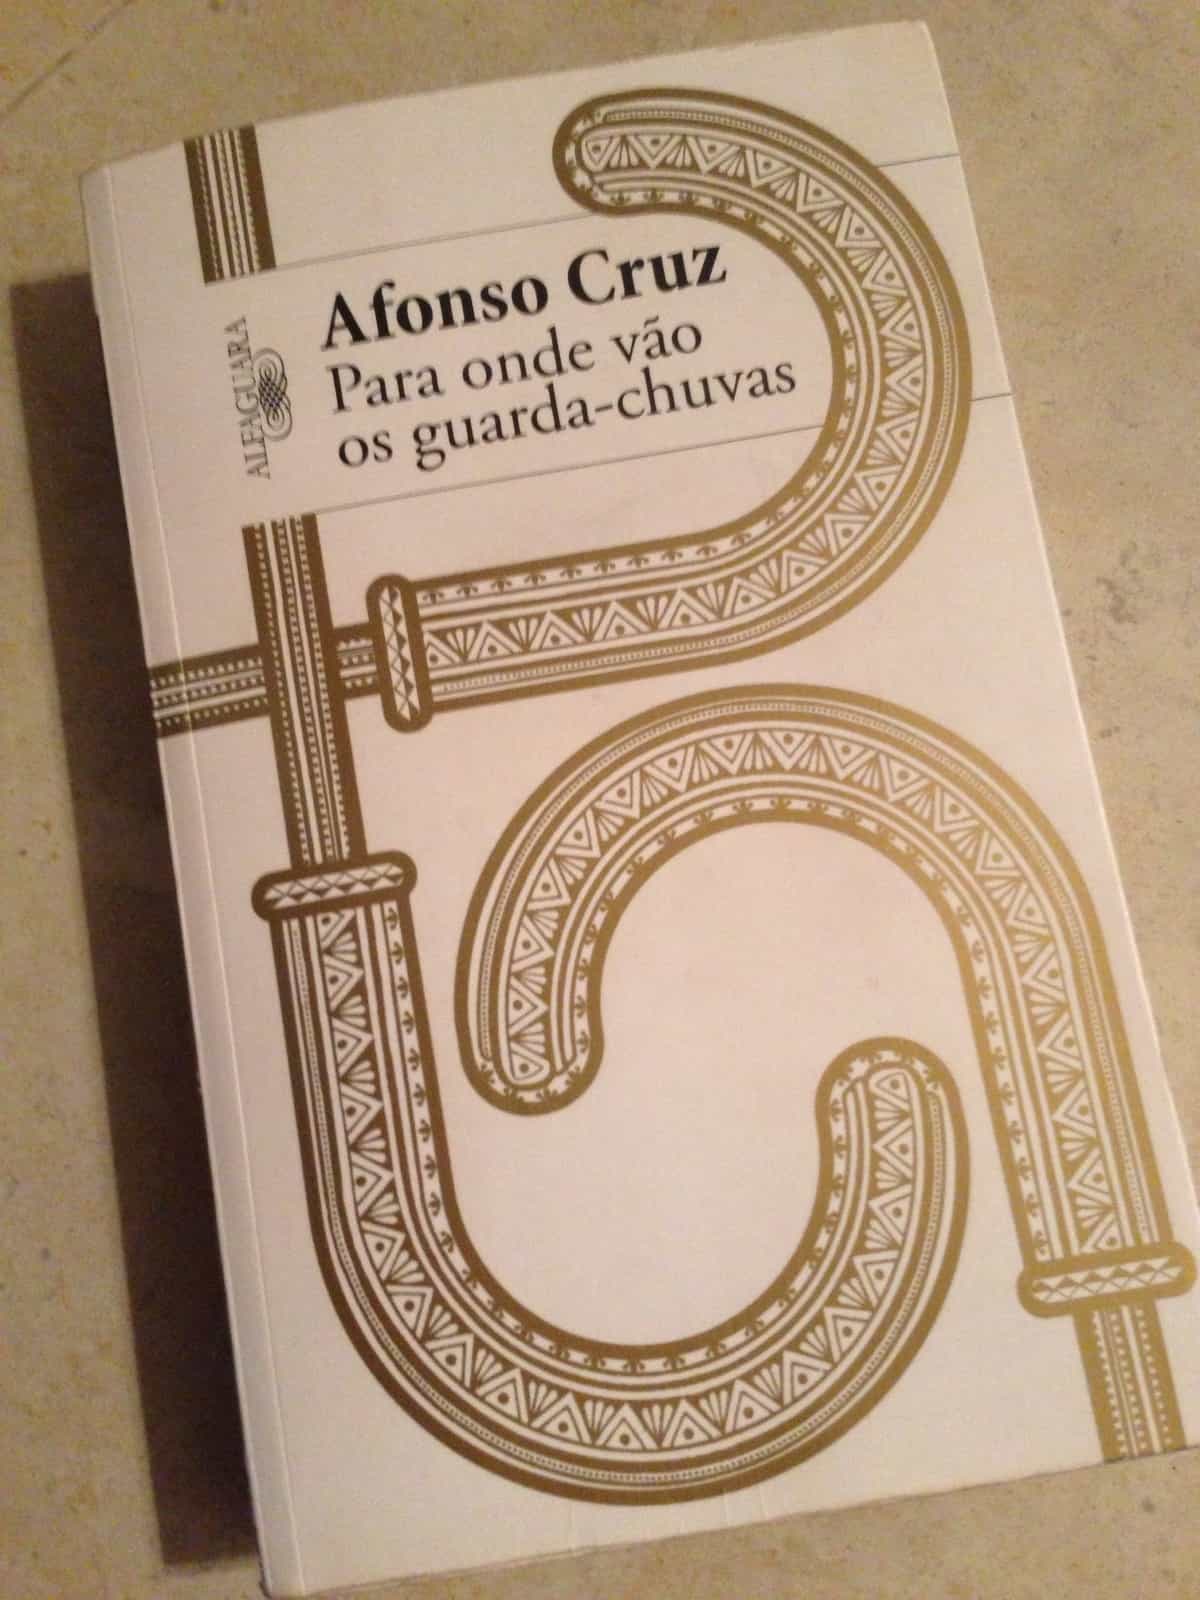 Afonso Cruz
Para onde vão
os guarda-chuvas
ALFAGUARA